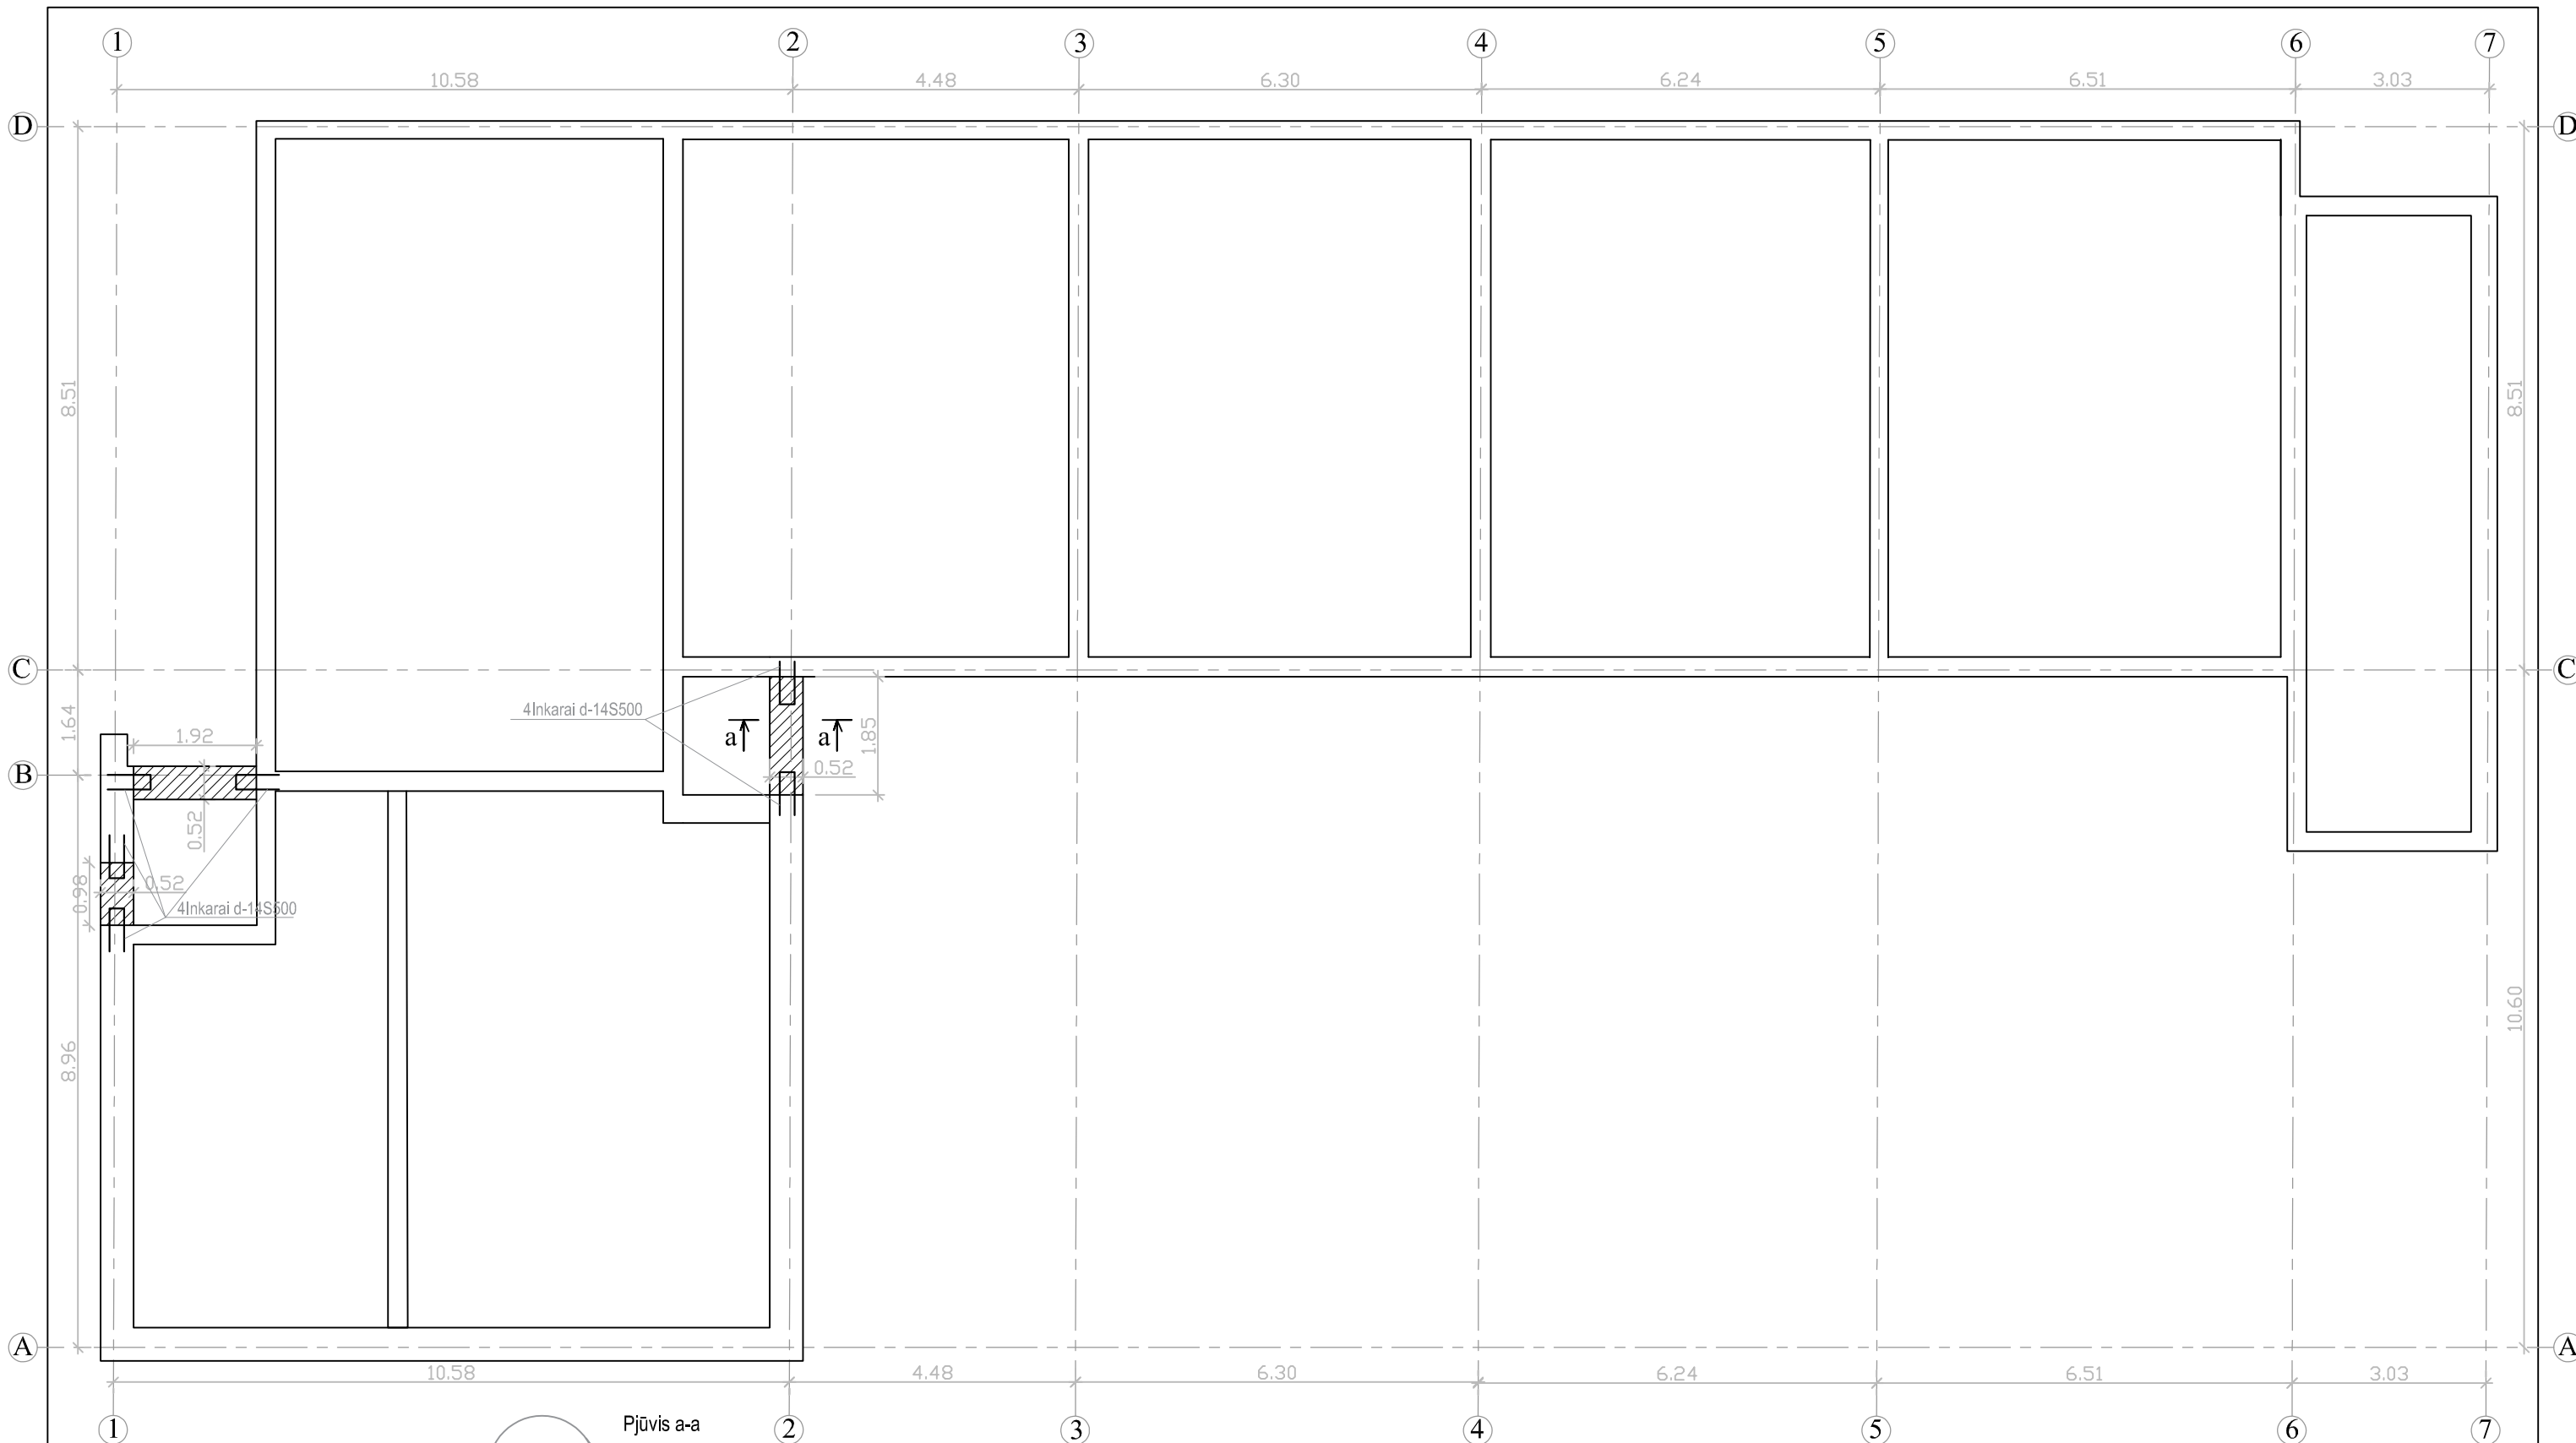 1 2 3 4 5 6 7
10.58 4.48 6.30 6.24 6.51 3.03
D D
8.51 8.51
C C
4Inkarai d-14S500
1.64 1.92 a a 1.85
B 0.52
0.52
0.98 0.52
4Inkarai d-14S500
8.96 10.60
A A
10.58 4.48 6.30 6.24 6.51 3.03
Pjūvis a-a
1 2 3 4 5 6 7